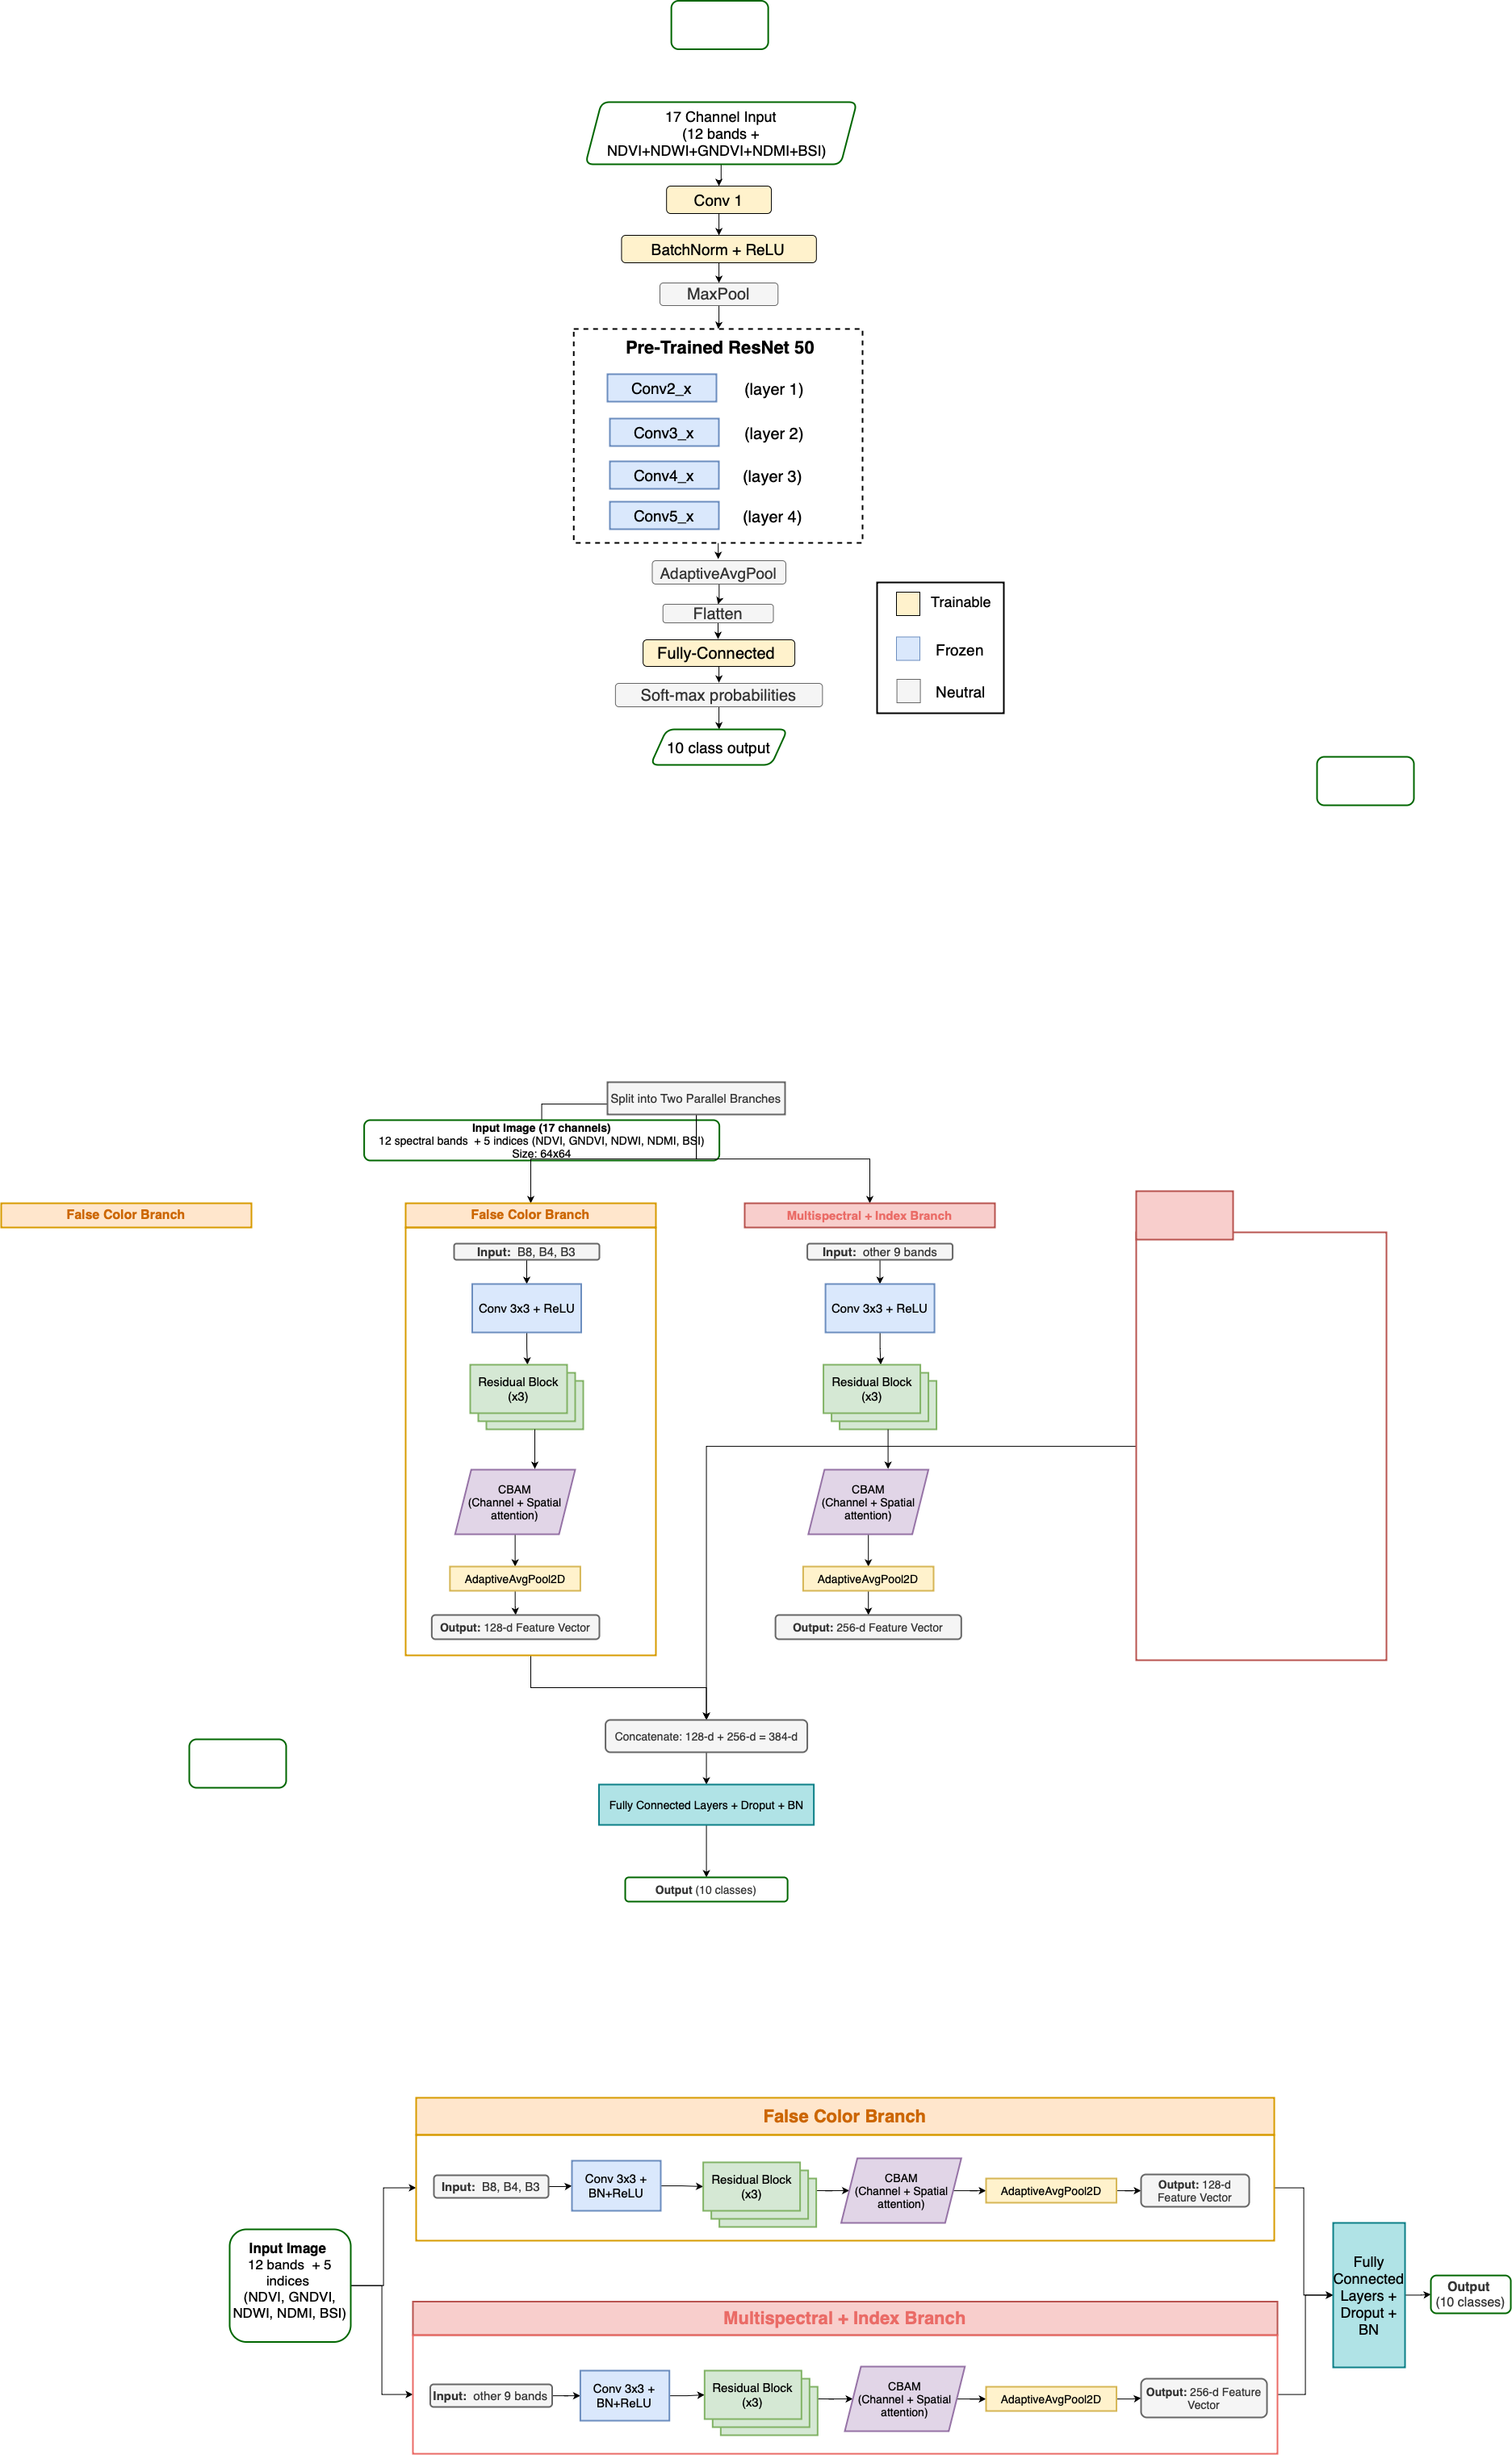 17 Channel Input
(12 bands +
NDVI+NDWI+GNDVI+NDMI+BSI)
Conv 1
BatchNorm + ReLU
MaxPool
Pre-Trained ResNet 50
Conv2_x (layer 1)
Conv3_x (layer 2)
Conv4_x (layer 3)
Conv5_x (layer 4)
AdaptiveAvgPool
Flatten
Fully-Connected
Soft-max probabilities
10 class output
Trainable
Frozen
Neutral
Split into Two Parallel Branches
Input Image (17 channels)
12 spectral bands + 5 indices (NDVI, GNDVI, NDWI, NDMI, BSI)
Size: 64x64
False Color Branch
False Color Branch
Input: B8, B4, B3
Conv 3x3 + ReLU
Residual Block
(x3)
CBAM
(Channel + Spatial
attention)
AdaptiveAvgPool2D
Output: 128-d Feature Vector
Multispectral + Index Branch
Input: other 9 bands
Conv 3x3 + ReLU
Residual Block
(x3)
CBAM
(Channel + Spatial
attention)
AdaptiveAvgPool2D
Output: 256-d Feature Vector
Concatenate: 128-d + 256-d = 384-d
Fully Connected Layers + Droput + BN
Output (10 classes)
Input Image
12 bands + 5
indices
(NDVI, GNDVI,
NDWI, NDMI, BSI)
False Color Branch
Input: B8, B4, B3
Conv 3x3 +
BN+ReLU
Residual Block
(x3)
CBAM
(Channel + Spatial
attention)
AdaptiveAvgPool2D
Output: 128-d
Feature Vector
Multispectral + Index Branch
Input: other 9 bands
Conv 3x3 +
BN+ReLU
Residual Block
(x3)
CBAM
(Channel + Spatial
attention)
AdaptiveAvgPool2D
Output: 256-d Feature
Vector
Fully
Connected
Layers +
Droput +
BN
Output
(10 classes)